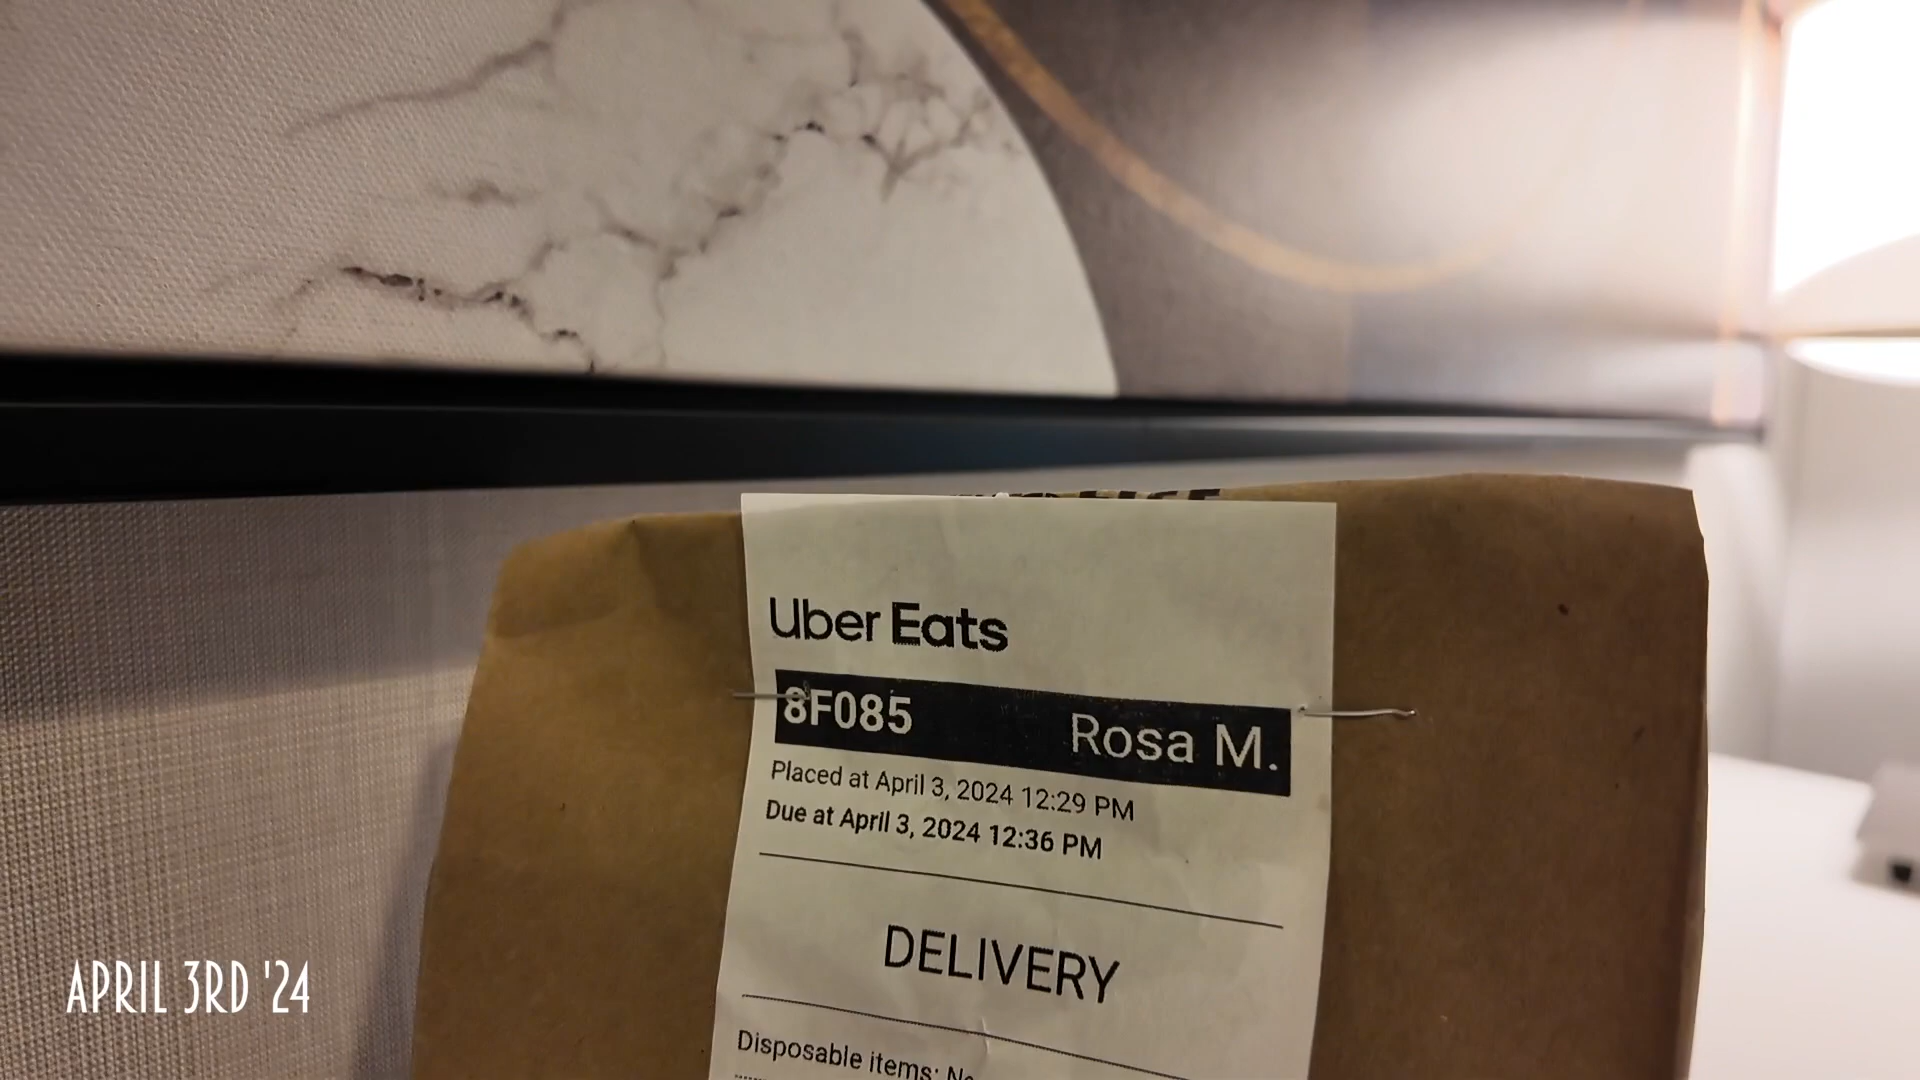 Uber Eats
8F085 Rosa M.
Placed at April 3, 2024 12:29 PM
Due at April 3, 2024 12:36 PM
DELIVERY
Disposable items:
APRIL 3RD '24